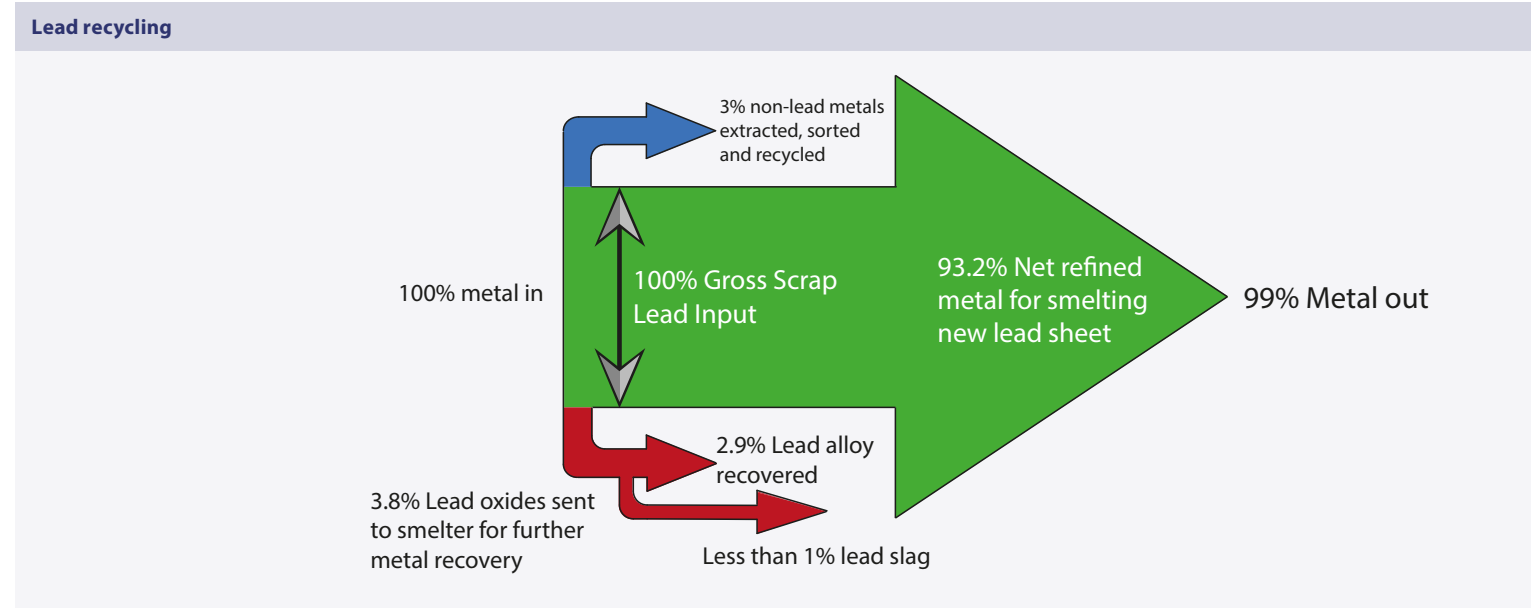 Lead recycling
3% non-lead metals
extracted, sorted
and recycled
100% metal in
100% Gross Scrap
Lead Input
93.2% Net refined
metal for smelting
new lead sheet
99% Metal out
2.9% Lead alloy
recovered
3.8% Lead oxides sent
to smelter for further
metal recovery
Less than 1% lead slag